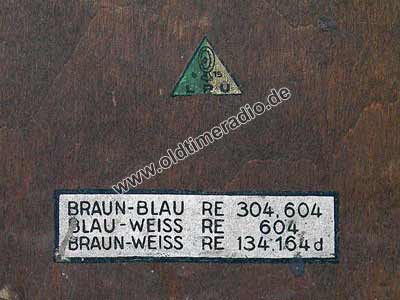 L P U
www.oldtimeradio.de
BRAUN-BLAU RE 304,604
BLAU-WEISS RE 604
BRAUN-WEISS RE 134,164d